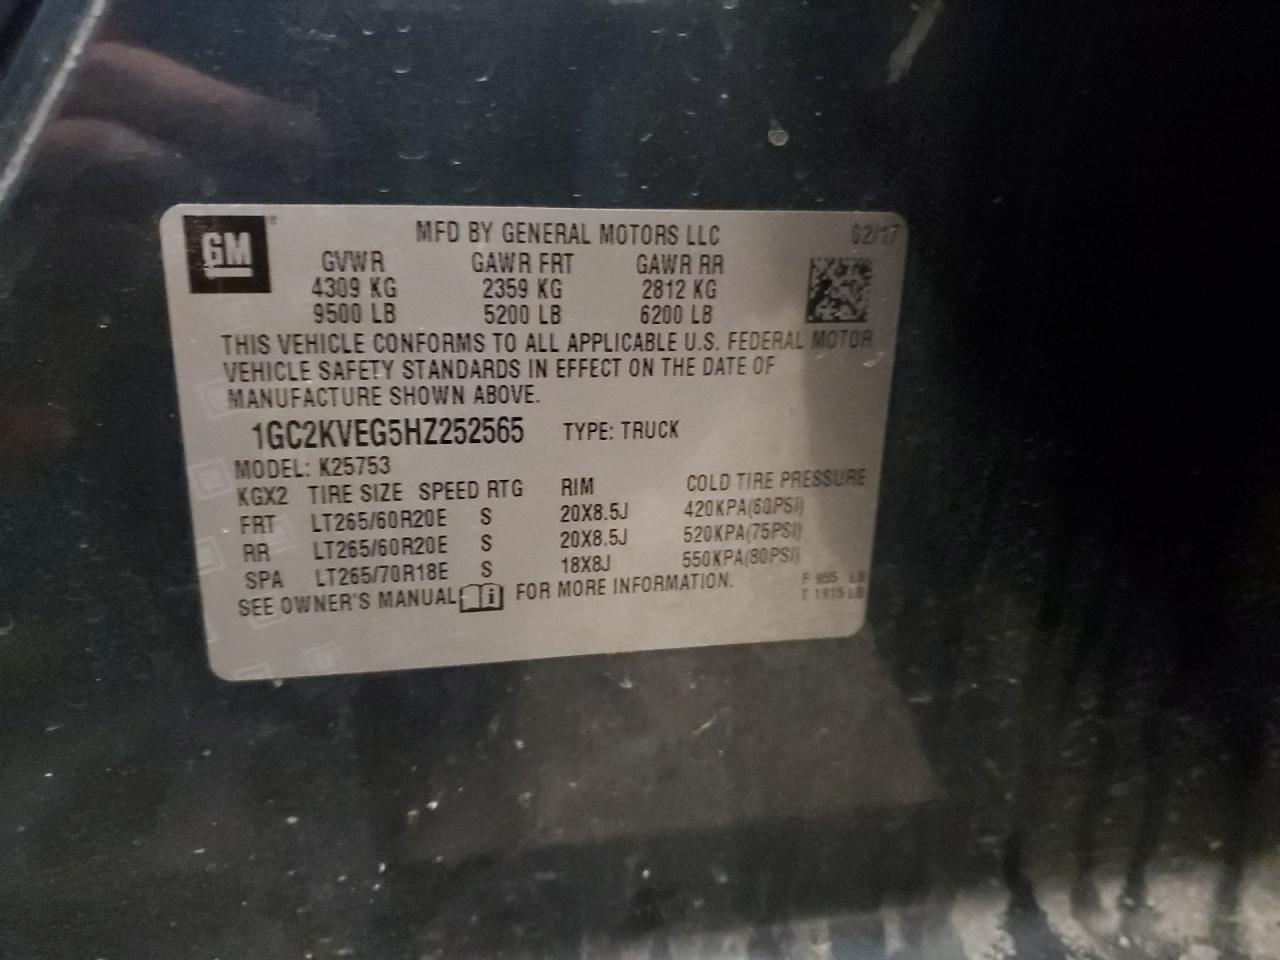 GM
MFD BY GENERAL MOTORS LLC 02/17
GVWR GAWR FRT GAWR RR
4309 KG 2359 KG 2812 KG
9500 LB 5200 LB 6200 LB
THIS VEHICLE CONFORMS TO ALL APPLICABLE U.S. FEDERAL MOTOR
VEHICLE SAFETY STANDARDS IN EFFECT ON THE DATE OF
MANUFACTURE SHOWN ABOVE.
1GC2KVEG5HZ252565 TYPE: TRUCK
MODEL: K25753
KGX2 TIRE SIZE SPEED RTG RIM COLD TIRE PRESSURE
FRT LT265/60R20E S 20X8.5J 420KPA(60PSI)
RR LT265/60R20E S 20X8.5J 520KPA(75PSI)
SPA LT265/70R18E S 18X8J 550KPA(80PSI)
SEE OWNER'S MANUAL i FOR MORE INFORMATION.
F 955 LB
T 1915 LB